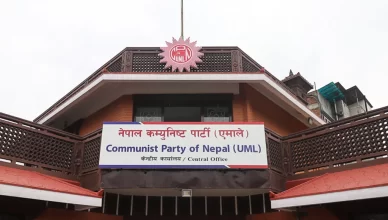 नेपाल कम्युनिष्ट पार्टी (एमाले)
Communist Party of Nepal (UML)
केन्द्रीय कार्यालय / Central Office